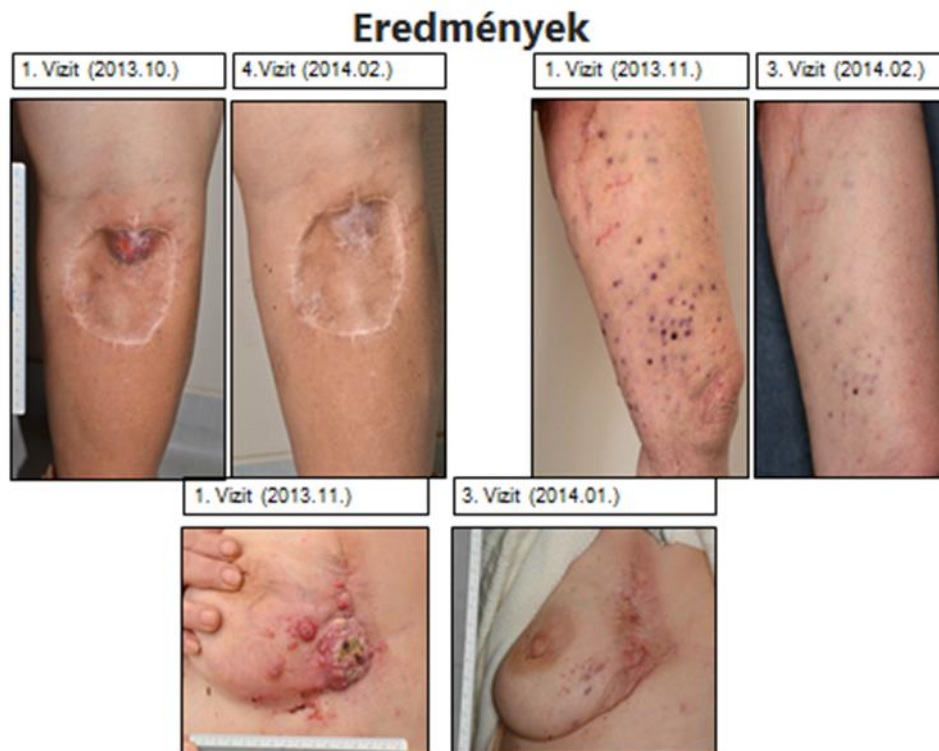 Eredmények
1. Vizit (2013.10.)
4.Vizit (2014.02.)
1. Vizit (2013.11.)
3. Vizit (2014.02.)
1. Vizit (2013.11.)
3. Vizit (2014.01.)